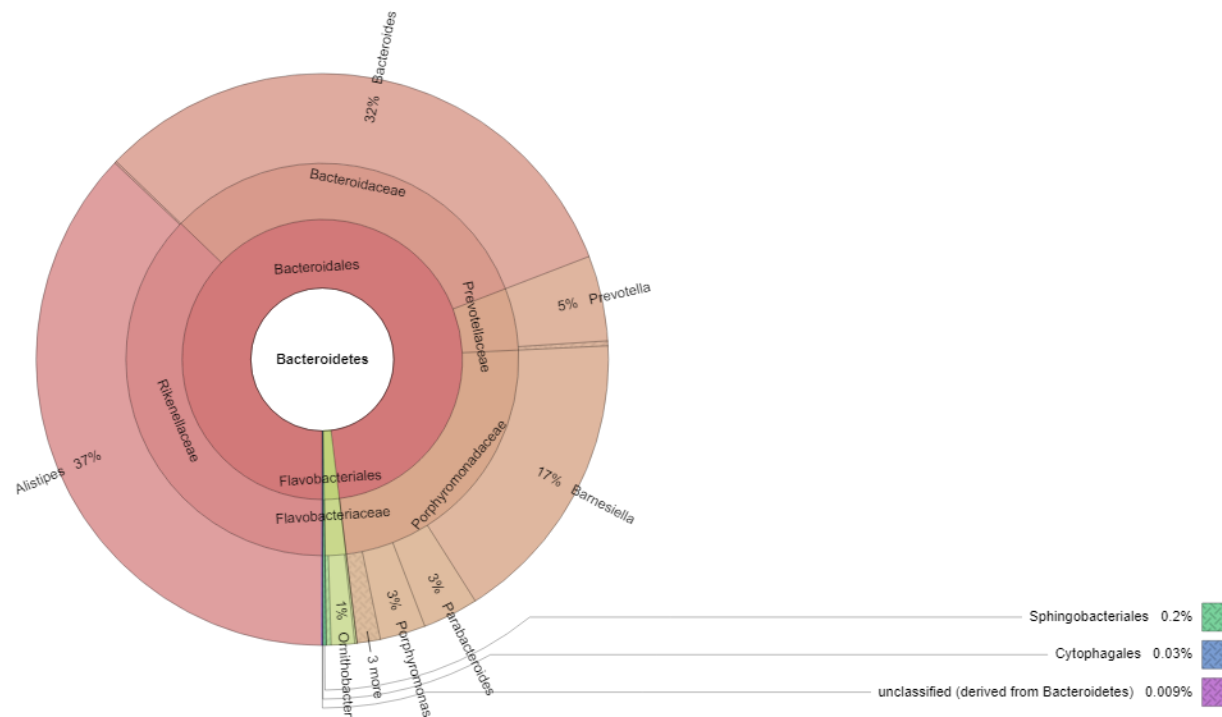 32% Bacteroides
Bacteroidaceae
Bacteroidales
Prevotellaceae
5% Prevotella
Bacteroidetes
Rikenellaceae
Alistipes 37%
Porphyromonadaceae
17% Barnesiella
Flavobacteriales
Flavobacteriaceae
1% Ornithobacter
3 more
3% Porphyromonas
3% Parabacteroides
Sphingobacteriales 0.2%
Cytophagales 0.03%
unclassified (derived from Bacteroidetes) 0.009%